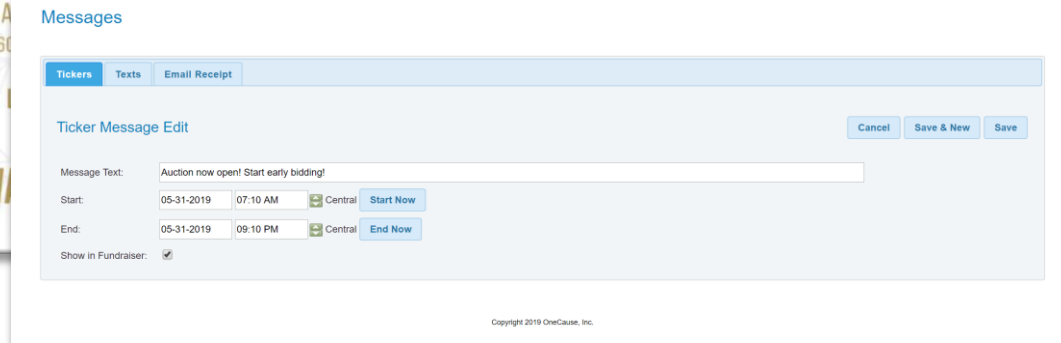 Messages
Tickers Texts Email Receipt
Ticker Message Edit Cancel Save & New Save
Message Text: Auction now open! Start early bidding!
Start: 05-31-2019 07:10 AM Central Start Now
End: 05-31-2019 09:10 PM Central End Now
Show in Fundraiser:
Copyright 2019 OneCause, Inc.